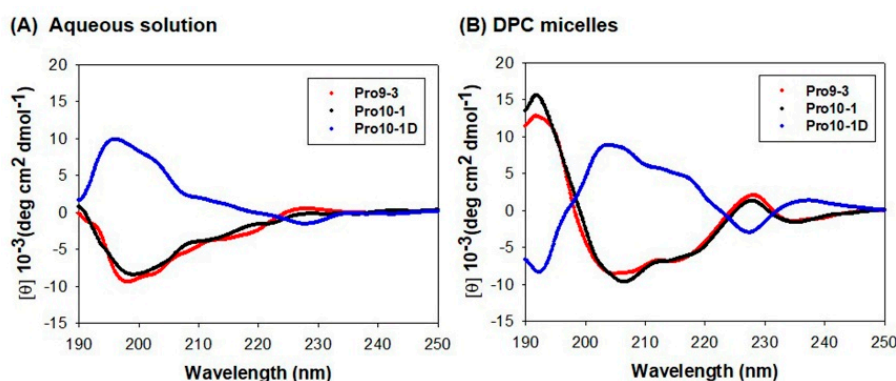 (A) Aqueous solution
20
15
10
5
0
-5
-10
-15
[θ] 10⁻³(deg cm² dmol⁻¹)
Pro9-3
Pro10-1
Pro10-1D
190 200 210 220 230 240 250
Wavelength (nm)
(B) DPC micelles
20
15
10
5
0
-5
-10
-15
[θ] 10⁻³(deg cm² dmol⁻¹)
Pro9-3
Pro10-1
Pro10-1D
190 200 210 220 230 240 250
Wavelength (nm)